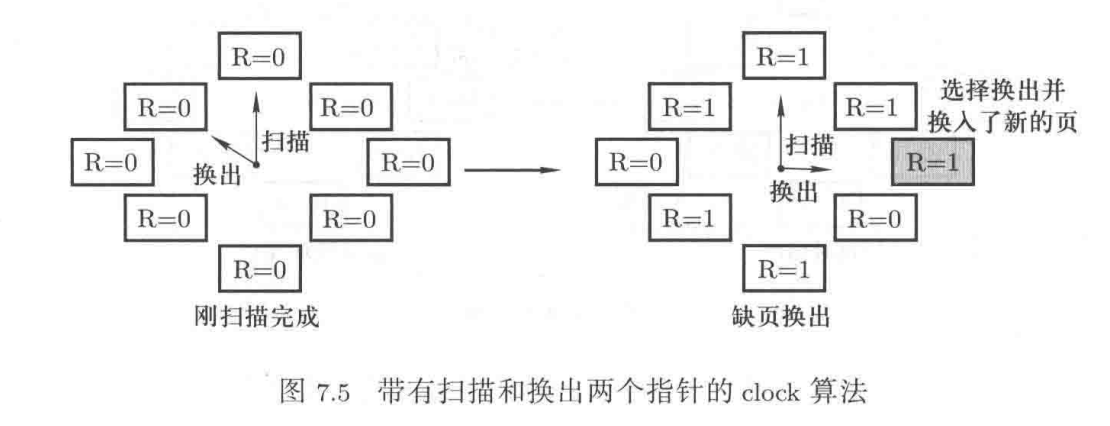 R=0
R=0
R=0
扫描
R=0
换出
R=0
R=0
R=0
R=0
刚扫描完成
R=1
R=1
R=1
选择换出并
换入了新的页
扫描
R=0
换出
R=1
R=1
R=0
R=1
缺页换出
图 7.5 带有扫描和换出两个指针的 clock 算法